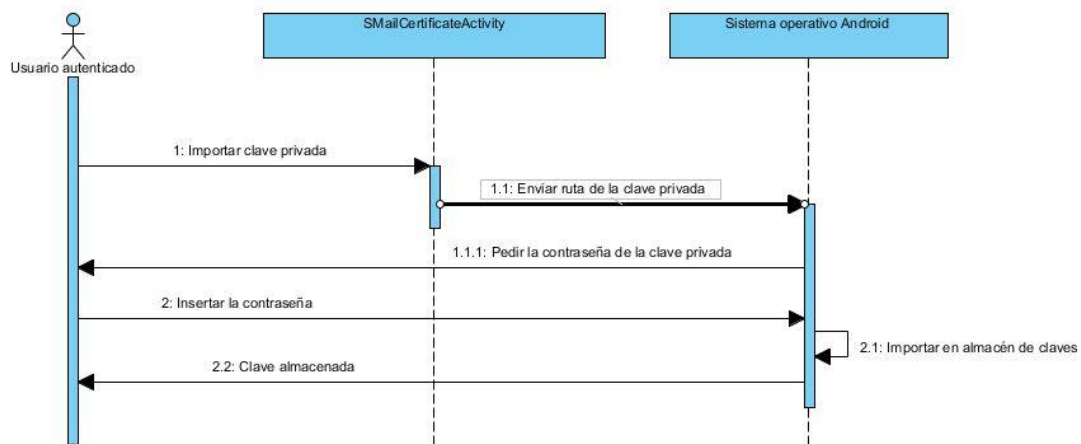 SMailCertificateActivity
Sistema operativo Android
Usuario autenticado
1: Importar clave privada
1.1: Enviar ruta de la clave privada
1.1.1: Pedir la contraseña de la clave privada
2: Insertar la contraseña
2.1: Importar en almacén de claves
2.2: Clave almacenada